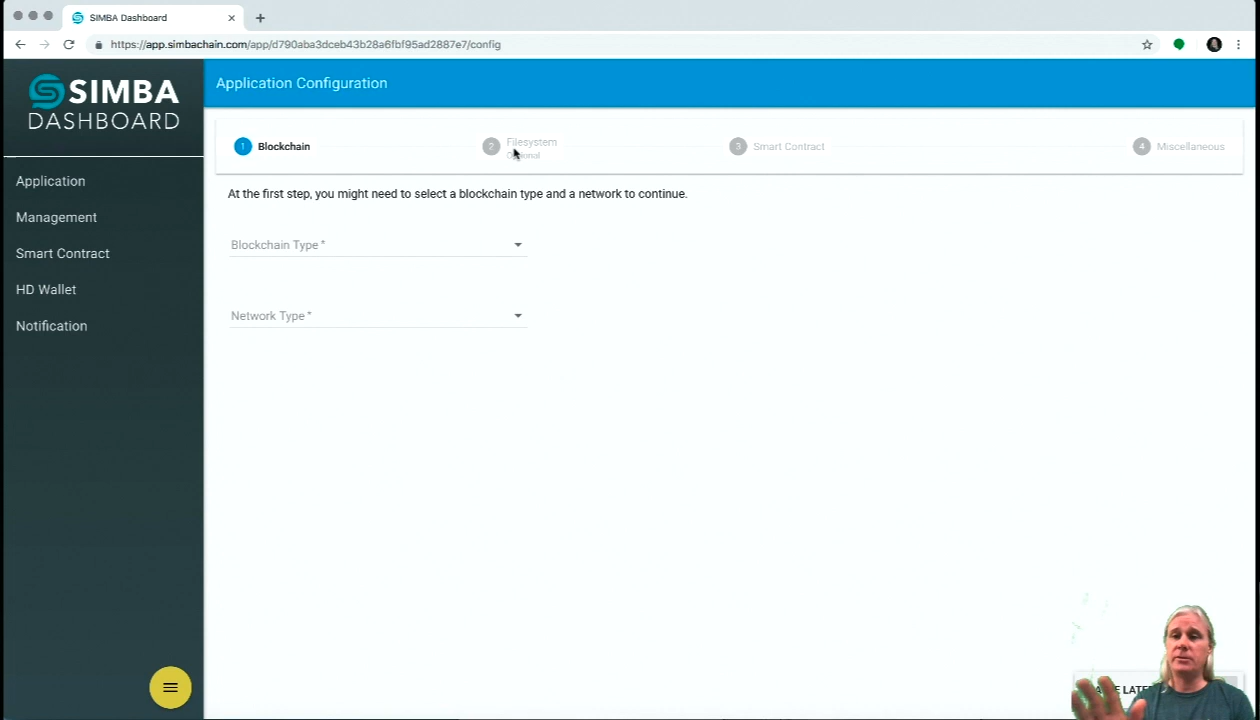 SIMBA Dashboard
https://app.simbachain.com/app/d790aba3dceb43b28a6fbf95ad2887e7/config
SIMBA
DASHBOARD
Application
Management
Smart Contract
HD Wallet
Notification
Application Configuration
1 Blockchain
2 Filesystem
Optional
3 Smart Contract
4 Miscellaneous
At the first step, you might need to select a blockchain type and a network to continue.
Blockchain Type *
Network Type *